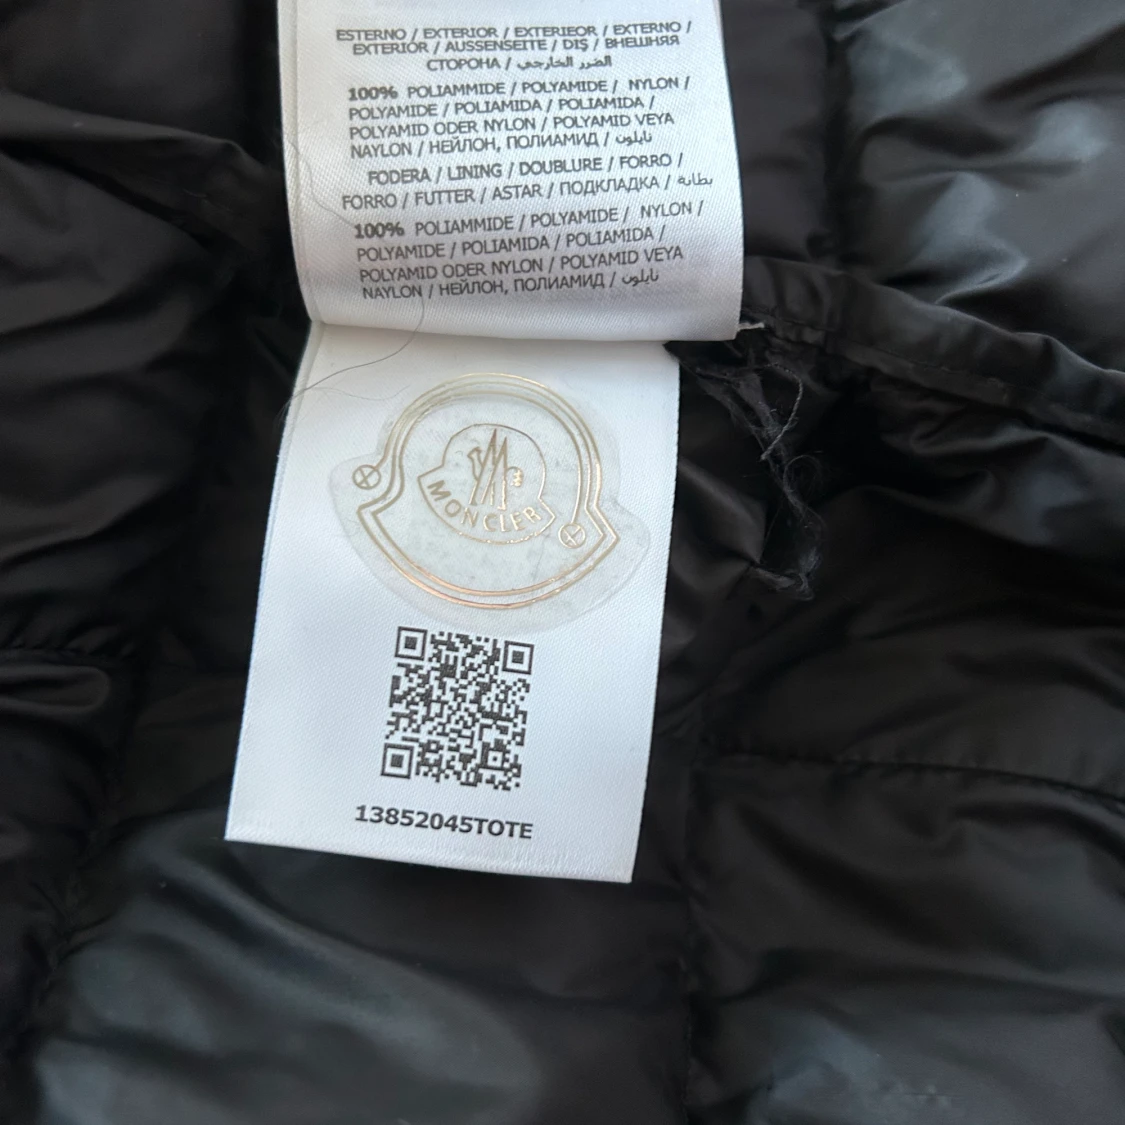 ESTERNO / EXTERIOR / EXTERIEOR / EXTERNO /
EXTERIOR / AUSSENSEITE / DIŞ / ВНЕШНЯЯ
СТОРОНА / الضرر الخارجي
100% POLIAMMIDE / POLYAMIDE / NYLON /
POLYAMIDE / POLIAMIDA / POLIAMIDA /
POLYAMID ODER NYLON / POLYAMID VEYA
NAYLON / НЕЙЛОН, ПОЛИАМИД / نايلون
FODERA / LINING / DOUBLURE / FORRO /
FORRO / FUTTER / ASTAR / ПОДКЛАДКА / بطانة
100% POLIAMMIDE / POLYAMIDE / NYLON /
POLYAMIDE / POLIAMIDA / POLIAMIDA /
POLYAMID ODER NYLON / POLYAMID VEYA
NAYLON / НЕЙЛОН, ПОЛИАМИД / نايلون
MONCLER
13852045TOTE